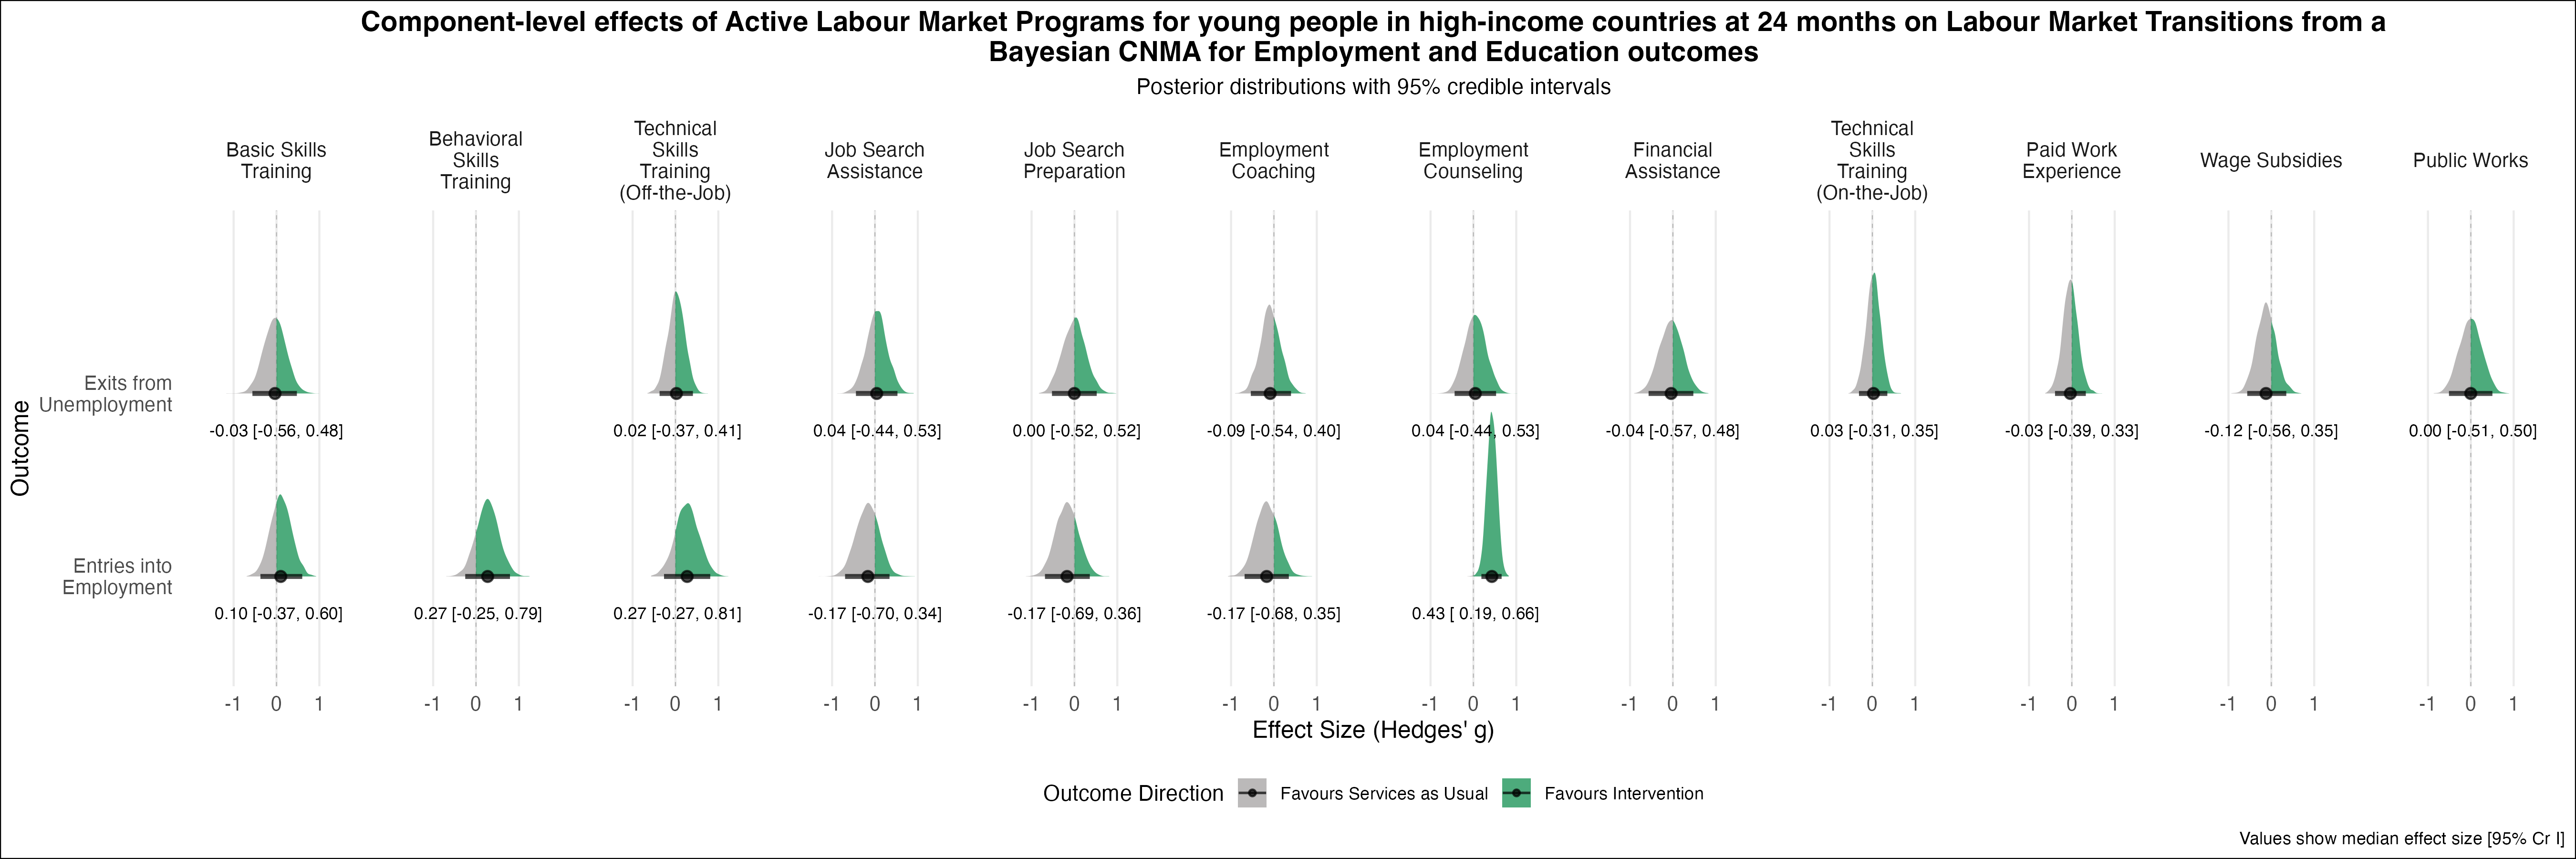 Component-level effects of Active Labour Market Programs for young people in high-income countries at 24 months on Labour Market Transitions from a
Bayesian CNMA for Employment and Education outcomes
Posterior distributions with 95% credible intervals
Basic Skills
Training
Behavioral
Skills
Training
Technical
Skills
Training
(Off-the-Job)
Job Search
Assistance
Job Search
Preparation
Employment
Coaching
Employment
Counseling
Financial
Assistance
Technical
Skills
Training
(On-the-Job)
Paid Work
Experience
Wage Subsidies
Public Works
Outcome
Exits from
Unemployment
-0.03 [-0.56, 0.48]
0.02 [-0.37, 0.41]
0.04 [-0.44, 0.53]
0.00 [-0.52, 0.52]
-0.09 [-0.54, 0.40]
0.04 [-0.44, 0.53]
-0.04 [-0.57, 0.48]
0.03 [-0.31, 0.35]
-0.03 [-0.39, 0.33]
-0.12 [-0.56, 0.35]
0.00 [-0.51, 0.50]
Entries into
Employment
0.10 [-0.37, 0.60]
0.27 [-0.25, 0.79]
0.27 [-0.27, 0.81]
-0.17 [-0.70, 0.34]
-0.17 [-0.69, 0.36]
-0.17 [-0.68, 0.35]
0.43 [ 0.19, 0.66]
-1 0 1
-1 0 1
-1 0 1
-1 0 1
-1 0 1
-1 0 1
-1 0 1
-1 0 1
-1 0 1
-1 0 1
-1 0 1
-1 0 1
Effect Size (Hedges' g)
Outcome Direction
Favours Services as Usual
Favours Intervention
Values show median effect size [95% Cr I]